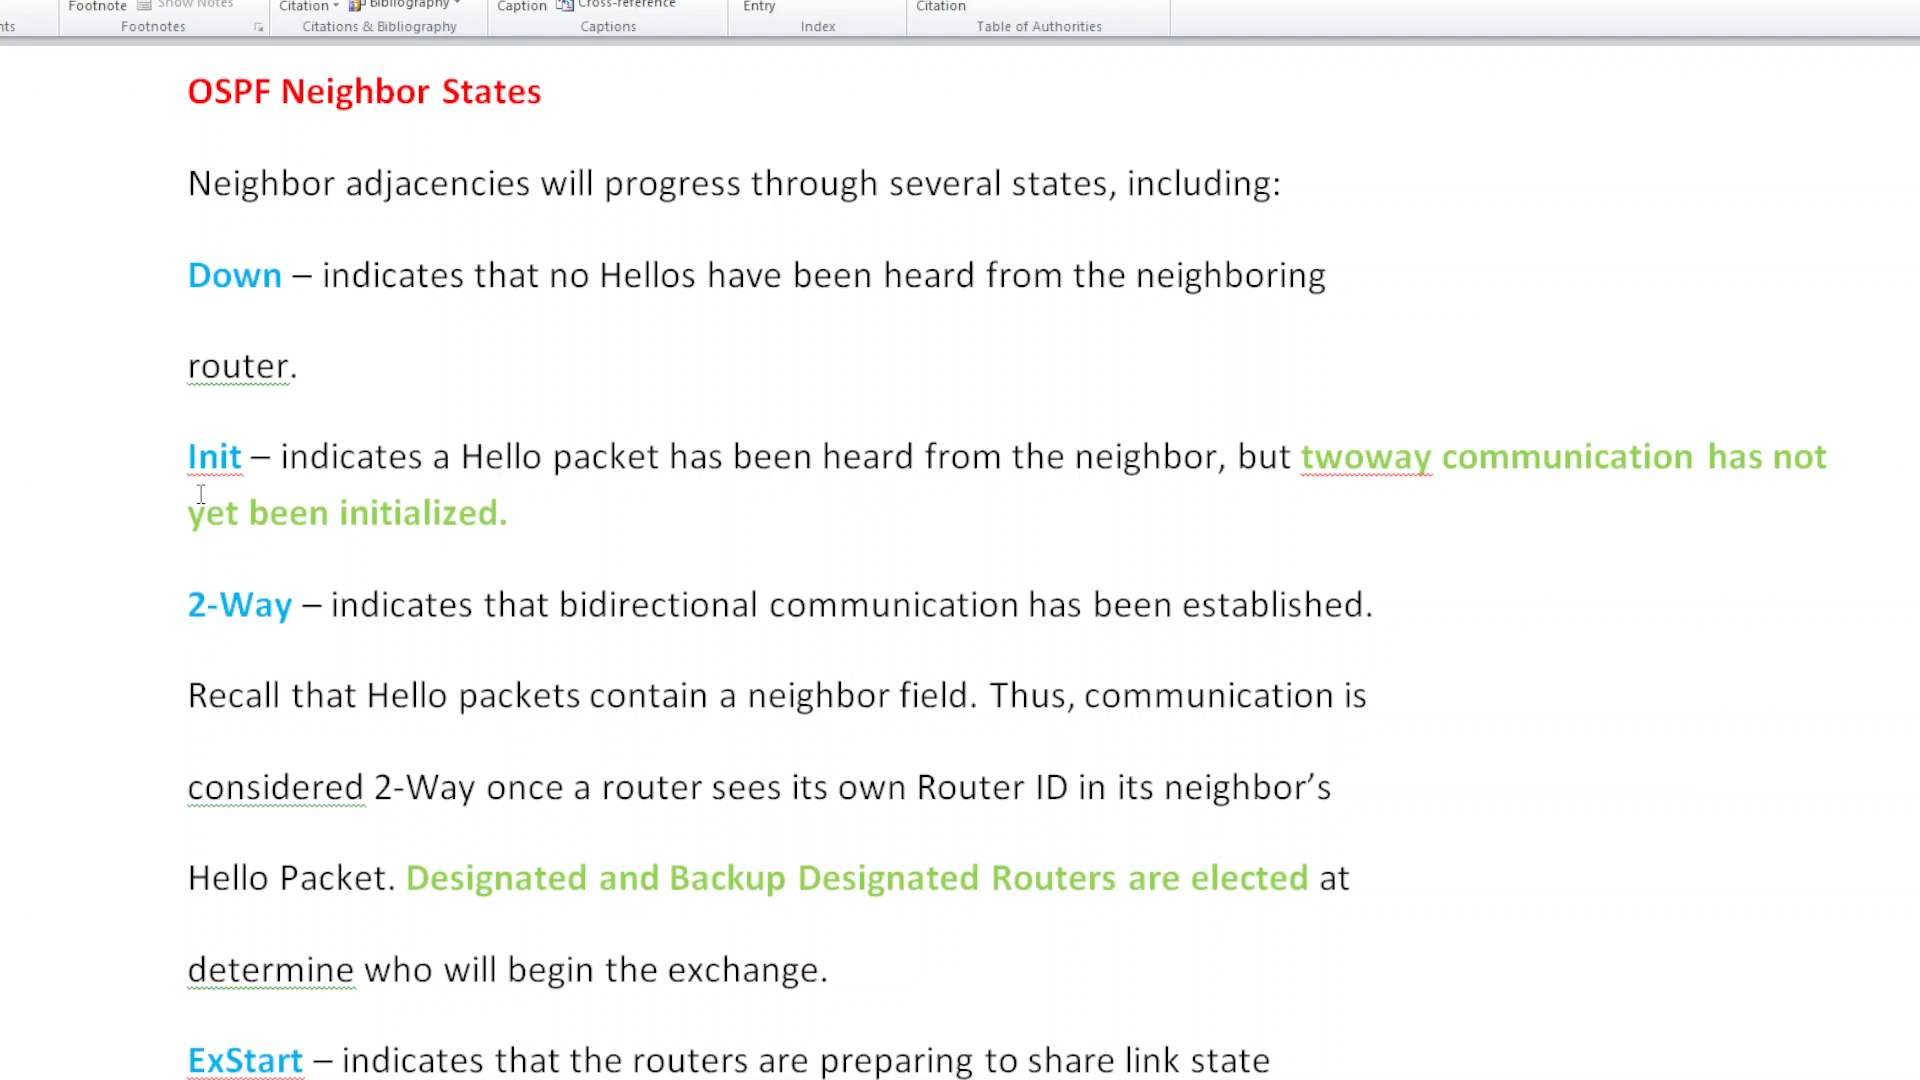 Footnote Show Notes Citation Bibliography Caption Cross-reference Entry Citation
nts Footnotes Citations & Bibliography Captions Index Table of Authorities
OSPF Neighbor States
Neighbor adjacencies will progress through several states, including:
Down – indicates that no Hellos have been heard from the neighboring
router.
Init – indicates a Hello packet has been heard from the neighbor, but twoway communication has not
yet been initialized.
2-Way – indicates that bidirectional communication has been established.
Recall that Hello packets contain a neighbor field. Thus, communication is
considered 2-Way once a router sees its own Router ID in its neighbor’s
Hello Packet. Designated and Backup Designated Routers are elected at
determine who will begin the exchange.
ExStart – indicates that the routers are preparing to share link state